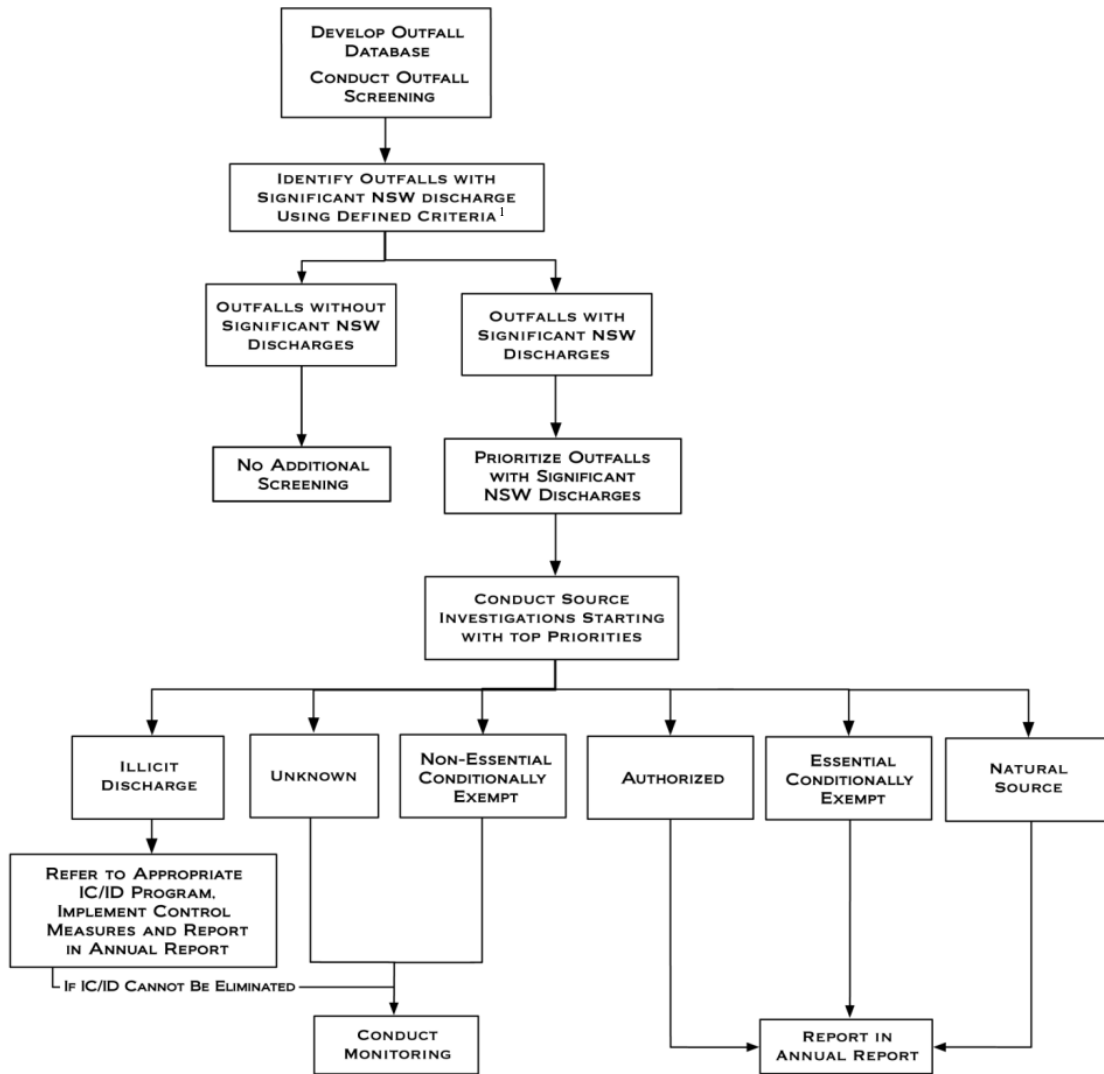 DEVELOP OUTFALL
DATABASE
CONDUCT OUTFALL
SCREENING
IDENTIFY OUTFALLS WITH
SIGNIFICANT NSW DISCHARGE
USING DEFINED CRITERIA1
OUTFALLS WITHOUT
SIGNIFICANT NSW
DISCHARGES
OUTFALLS WITH
SIGNIFICANT NSW
DISCHARGES
NO ADDITIONAL
SCREENING
PRIORITIZE OUTFALLS
WITH SIGNIFICANT
NSW DISCHARGES
CONDUCT SOURCE
INVESTIGATIONS STARTING
WITH TOP PRIORITIES
ILLICIT
DISCHARGE
UNKNOWN
NON-ESSENTIAL
CONDITIONALLY
EXEMPT
AUTHORIZED
ESSENTIAL
CONDITIONALLY
EXEMPT
NATURAL
SOURCE
REFER TO APPROPRIATE
IC/ID PROGRAM,
IMPLEMENT CONTROL
MEASURES AND REPORT
IN ANNUAL REPORT
IF IC/ID CANNOT BE ELIMINATED
CONDUCT
MONITORING
REPORT IN
ANNUAL REPORT